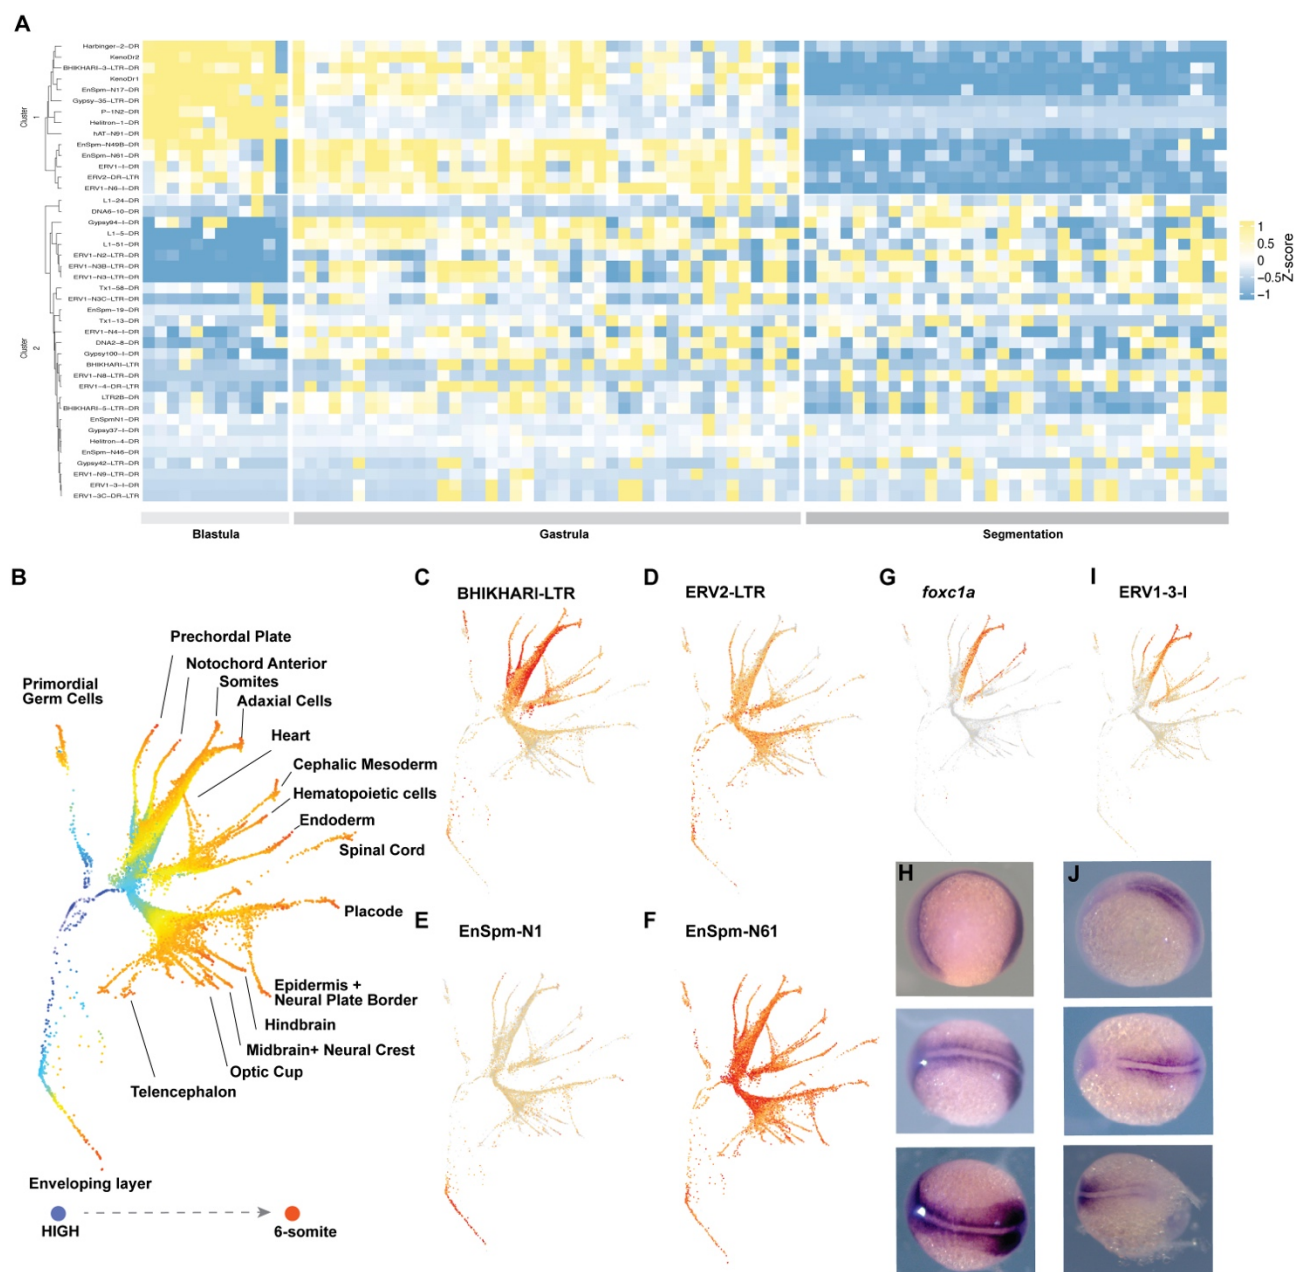 A
Harbinger-2-DR
KenoDr2
BHIKHARI-3-LTR-DR
KenoDr1
EnSpm-N17-DR
Gypsy-35-LTR-DR
P-1N2-DR
Helitron-1-DR
hAT-N91-DR
EnSpm-N49B-DR
EnSpm-N61-DR
ERV1-I-DR
ERV2-DR-LTR
ERV1-N6-I-DR
Cluster
1
L1-24-DR
DNA6-10-DR
Gypsy94-I-DR
L1-5-DR
L1-51-DR
ERV1-N2-LTR-DR
ERV1-N3B-LTR-DR
ERV1-N3-LTR-DR
Tx1-58-DR
ERV1-N3C-LTR-DR
EnSpm-19-DR
Tx1-13-DR
ERV1-N4-I-DR
DNA2-8-DR
Gypsy100-I-DR
BHIKHARI-LTR
ERV1-N8-LTR-DR
ERV1-4-DR-LTR
LTR2B-DR
BHIKHARI-5-LTR-DR
EnSpmN1-DR
Gypsy37-I-DR
Helitron-4-DR
EnSpm-N46-DR
Gypsy42-LTR-DR
ERV1-N9-LTR-DR
ERV1-3-I-DR
ERV1-3C-DR-LTR
Cluster
2
1
0.5
0
−0.5
−1
Z-score
Blastula
Gastrula
Segmentation
B
Prechordal Plate
Notochord Anterior
Somites
Adaxial Cells
Primordial
Germ Cells
Heart
Cephalic Mesoderm
Hematopoietic cells
Endoderm
Spinal Cord
Placode
Epidermis +
Neural Plate Border
Hindbrain
Midbrain+ Neural Crest
Optic Cup
Telencephalon
Enveloping layer
HIGH
6-somite
C
BHIKHARI-LTR
D
ERV2-LTR
E
EnSpm-N1
F
EnSpm-N61
G
foxc1a
I
ERV1-3-I
H
J